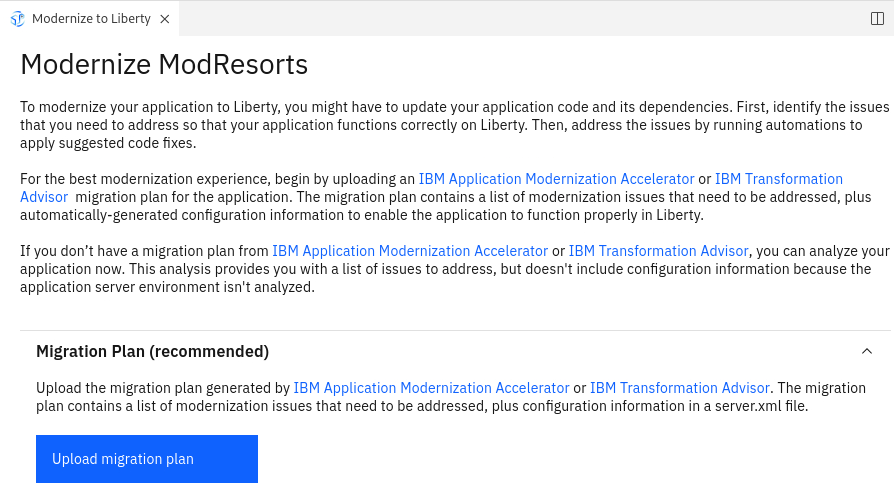 Modernize to Liberty
Modernize ModResorts
To modernize your application to Liberty, you might have to update your application code and its dependencies. First, identify the issues
that you need to address so that your application functions correctly on Liberty. Then, address the issues by running automations to
apply suggested code fixes.
For the best modernization experience, begin by uploading an IBM Application Modernization Accelerator or IBM Transformation
Advisor migration plan for the application. The migration plan contains a list of modernization issues that need to be addressed, plus
automatically-generated configuration information to enable the application to function properly in Liberty.
If you don’t have a migration plan from IBM Application Modernization Accelerator or IBM Transformation Advisor, you can analyze your
application now. This analysis provides you with a list of issues to address, but doesn't include configuration information because the
application server environment isn't analyzed.
Migration Plan (recommended)
Upload the migration plan generated by IBM Application Modernization Accelerator or IBM Transformation Advisor. The migration
plan contains a list of modernization issues that need to be addressed, plus configuration information in a server.xml file.
Upload migration plan